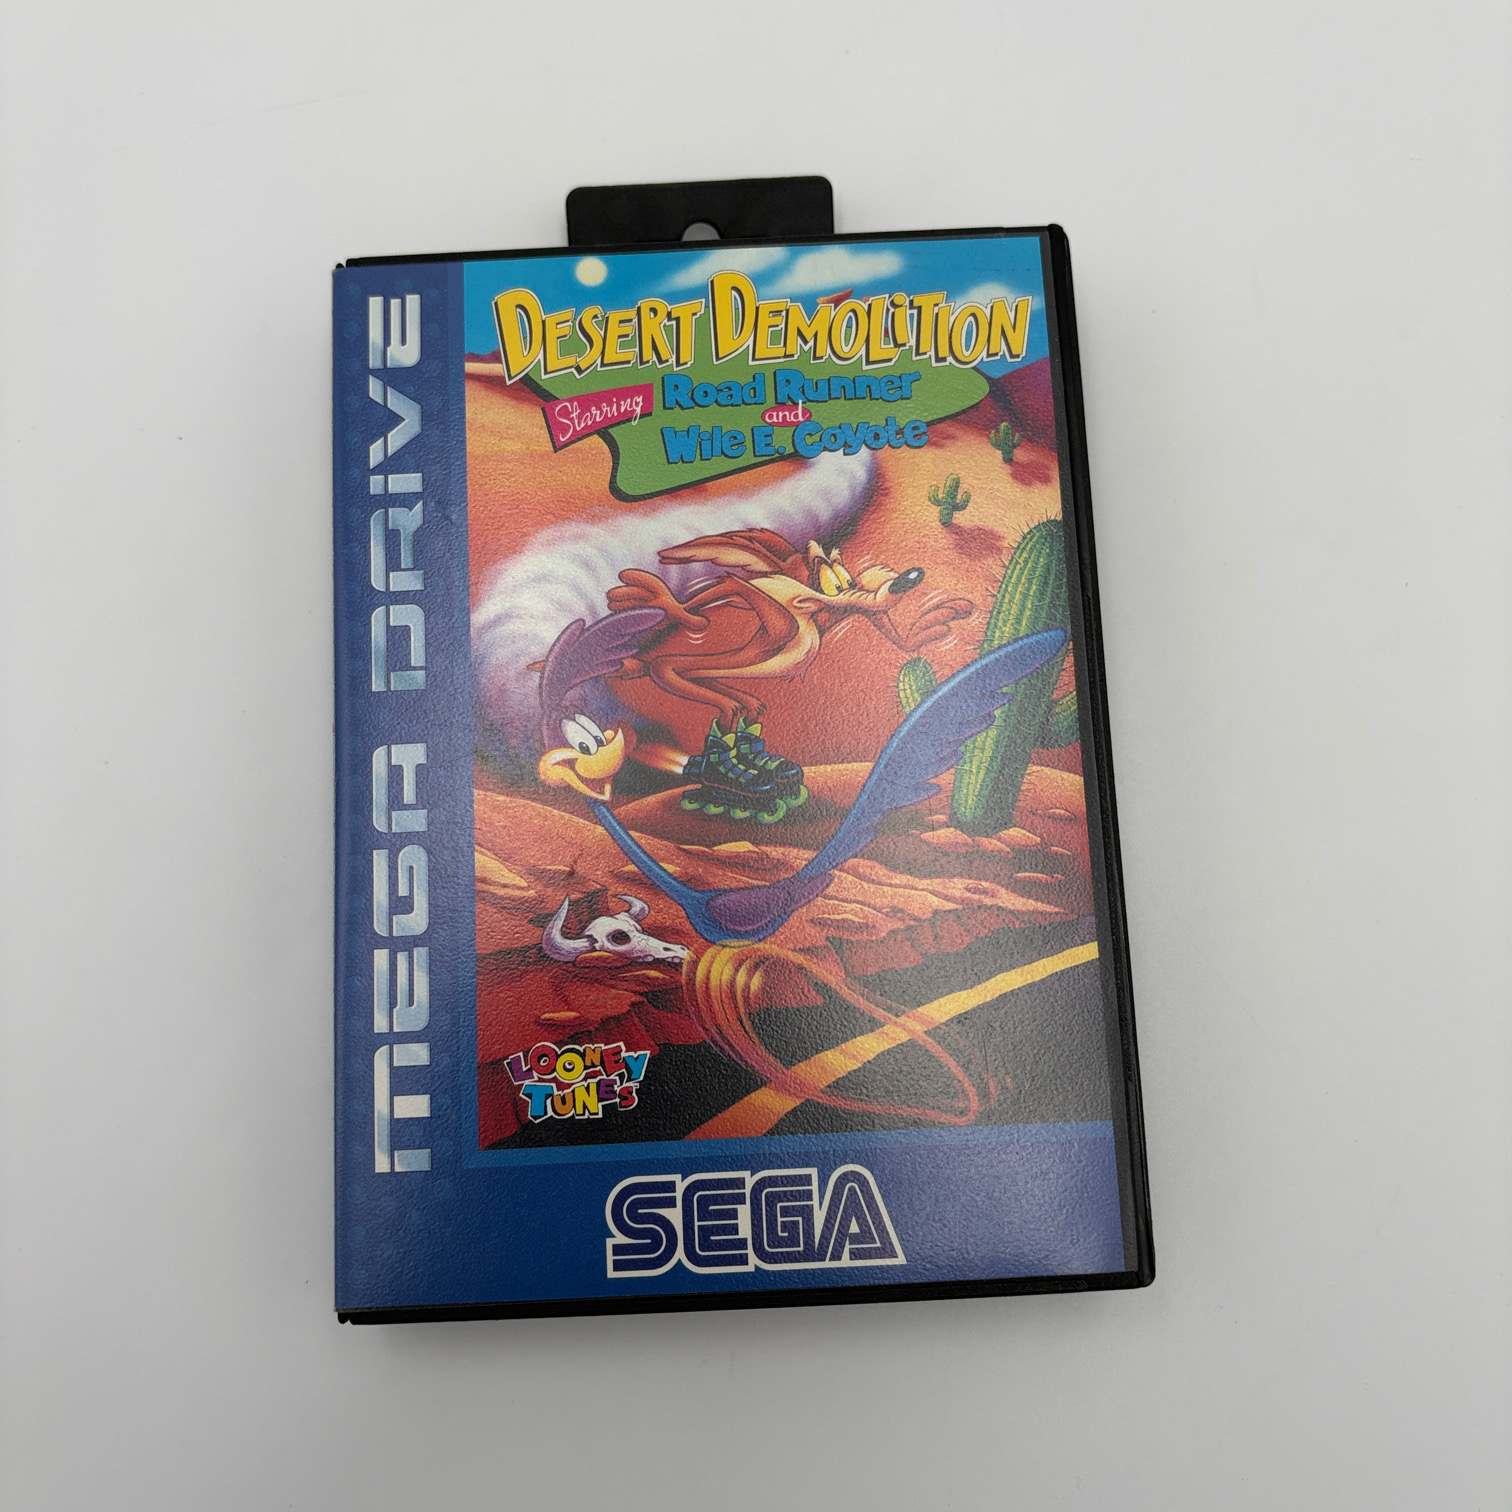 MEGA DRIVE
DESERT DEMOLITION
Starring Road Runner
and
Wile E. Coyote
LOONEY
TUNES
SEGA